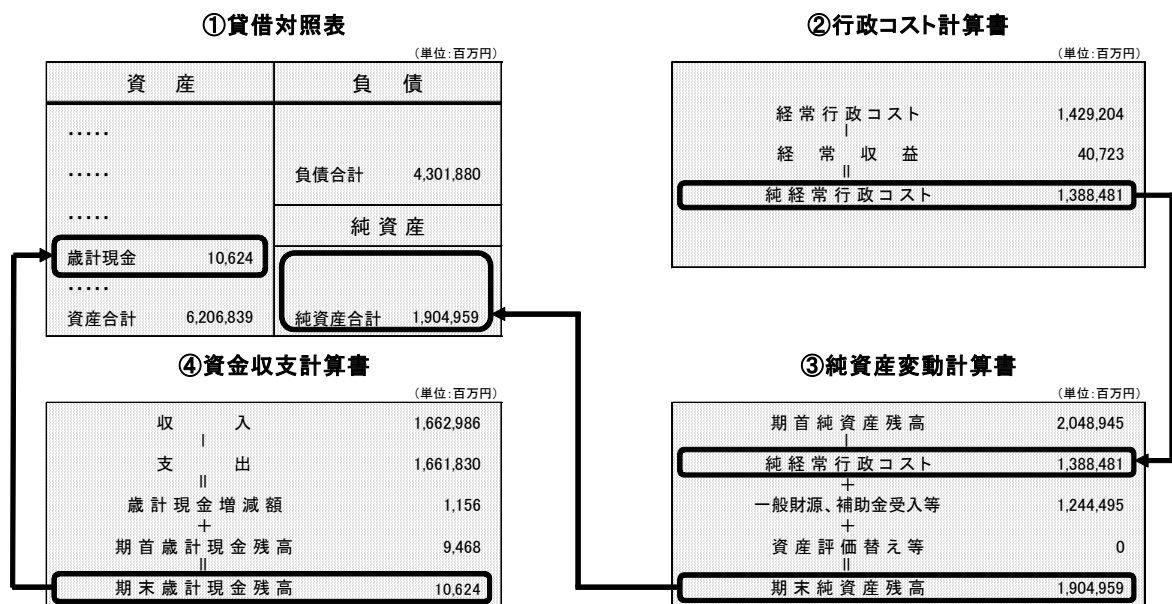 ①貸借対照表
(単位:百万円)
資 産 負 債
・・・・・
・・・・・ 負債合計 4,301,880
・・・・・ 純 資 産
歳計現金 10,624
・・・・・
資産合計 6,206,839 純資産合計 1,904,959
②行政コスト計算書
(単位:百万円)
経 常 行 政 コ ス ト 1,429,204
－
経 常 収 益 40,723
＝
純 経 常 行 政 コ ス ト 1,388,481
④資金収支計算書
(単位:百万円)
収 入 1,662,986
－
支 出 1,661,830
＝
歳 計 現 金 増 減 額 1,156
＋
期 首 歳 計 現 金 残 高 9,468
＝
期 末 歳 計 現 金 残 高 10,624
③純資産変動計算書
(単位:百万円)
期 首 純 資 産 残 高 2,048,945
－
純 経 常 行 政 コ ス ト 1,388,481
＋
一般財源、補助金受入等 1,244,495
＋
資 産 評 価 替 え 等 0
＝
期 末 純 資 産 残 高 1,904,959